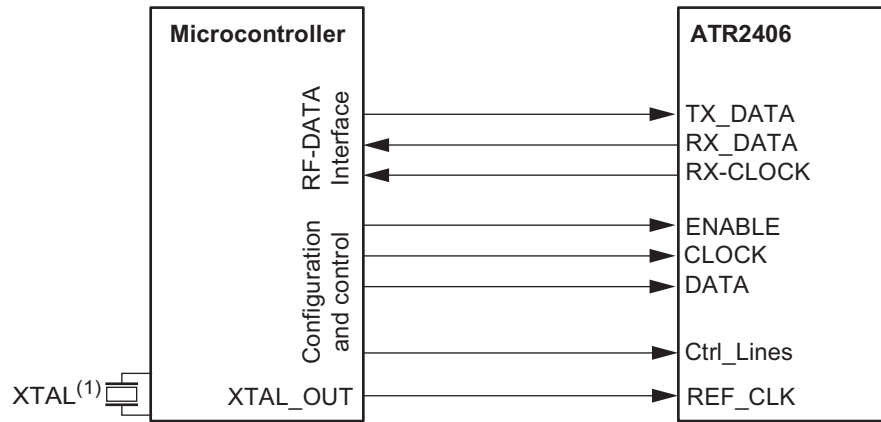 Microcontroller
ATR2406
RF-DATA
Interface
TX_DATA
RX_DATA
RX-CLOCK
Configuration
and control
ENABLE
CLOCK
DATA
Ctrl_Lines
XTAL(1)
XTAL_OUT
REF_CLK